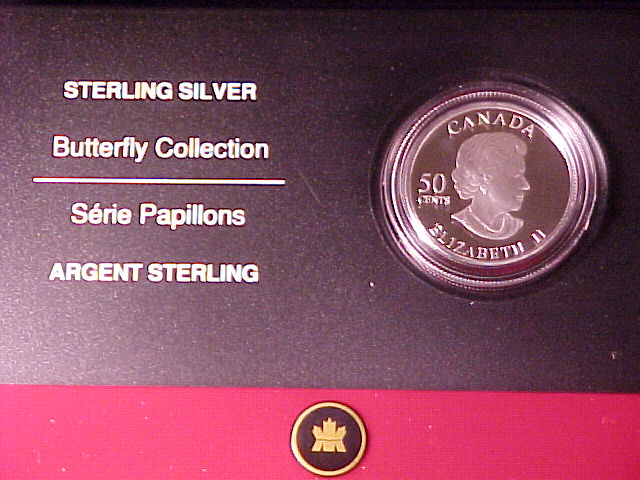 STERLING SILVER
Butterfly Collection
Série Papillons
ARGENT STERLING
CANADA
50
CENTS
ELIZABETH II